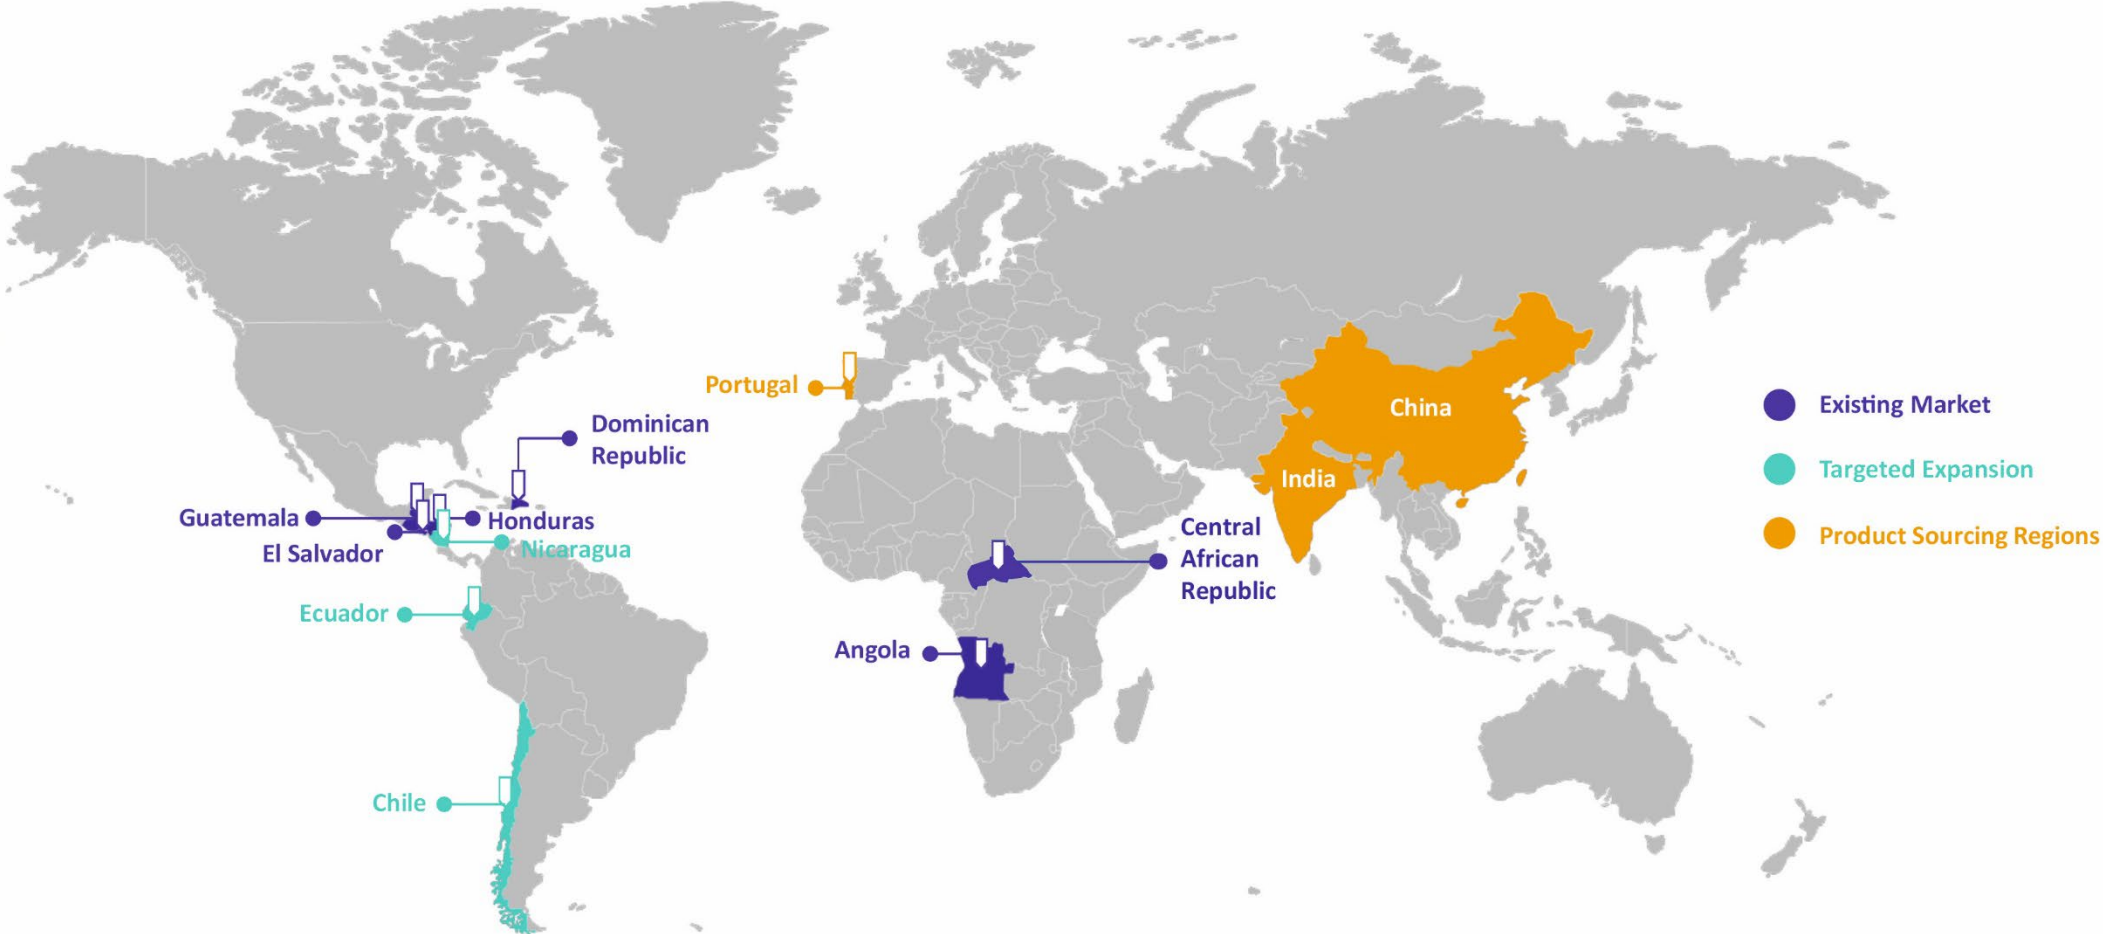 Dominican
Republic
Guatemala
Honduras
El Salvador
Nicaragua
Ecuador
Chile
Portugal
Central
African
Republic
Angola
China
India
Existing Market
Targeted Expansion
Product Sourcing Regions